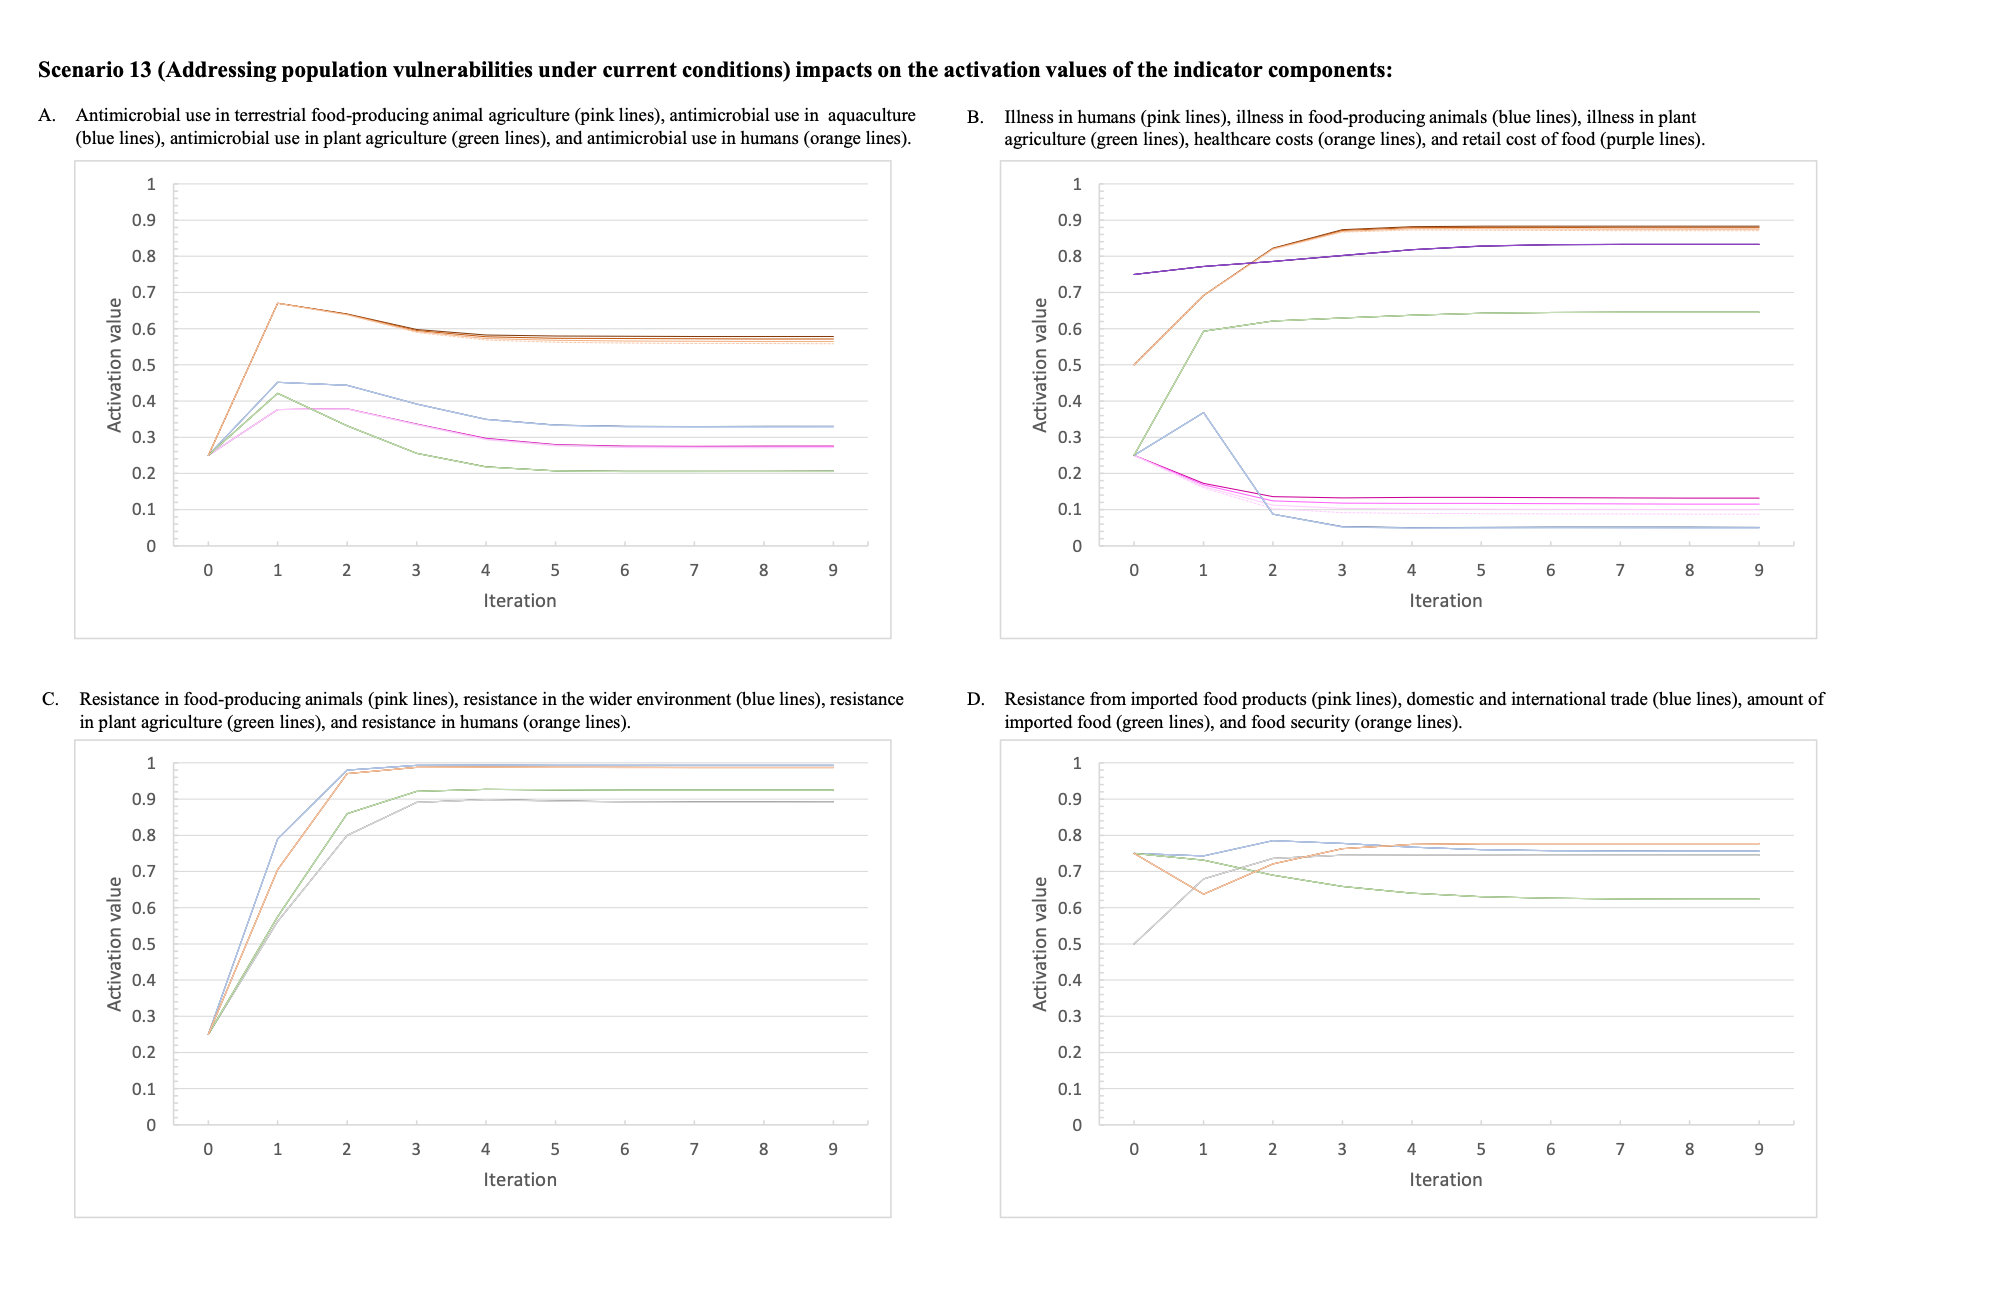 Scenario 13 (Addressing population vulnerabilities under current conditions) impacts on the activation values of the indicator components:
A. Antimicrobial use in terrestrial food-producing animal agriculture (pink lines), antimicrobial use in aquaculture
(blue lines), antimicrobial use in plant agriculture (green lines), and antimicrobial use in humans (orange lines).
1
0.9
0.8
0.7
0.6
0.5
0.4
0.3
0.2
0.1
0
Activation value
0 1 2 3 4 5 6 7 8 9
Iteration
B. Illness in humans (pink lines), illness in food-producing animals (blue lines), illness in plant
agriculture (green lines), healthcare costs (orange lines), and retail cost of food (purple lines).
1
0.9
0.8
0.7
0.6
0.5
0.4
0.3
0.2
0.1
0
Activation value
0 1 2 3 4 5 6 7 8 9
Iteration
C. Resistance in food-producing animals (pink lines), resistance in the wider environment (blue lines), resistance
in plant agriculture (green lines), and resistance in humans (orange lines).
1
0.9
0.8
0.7
0.6
0.5
0.4
0.3
0.2
0.1
0
Activation value
0 1 2 3 4 5 6 7 8 9
Iteration
D. Resistance from imported food products (pink lines), domestic and international trade (blue lines), amount of
imported food (green lines), and food security (orange lines).
1
0.9
0.8
0.7
0.6
0.5
0.4
0.3
0.2
0.1
0
Activation value
0 1 2 3 4 5 6 7 8 9
Iteration